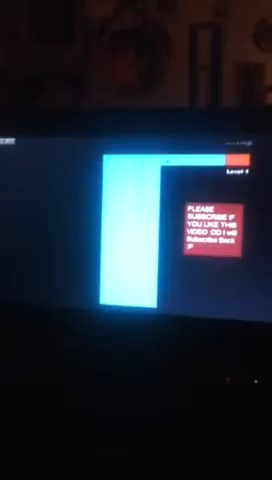 Level 1
PLEASE
SUBSCRIBE IF
YOU LIKE THIS
VIDEO :DD I will
Subscribe Back
:P